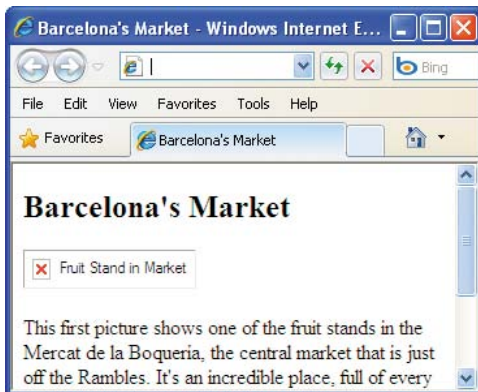 Barcelona's Market - Windows Internet E...
Bing
File Edit View Favorites Tools Help
Favorites Barcelona's Market
Barcelona's Market
Fruit Stand in Market
This first picture shows one of the fruit stands in the
Mercat de la Boqueria, the central market that is just
off the Rambles. It's an incredible place, full of every